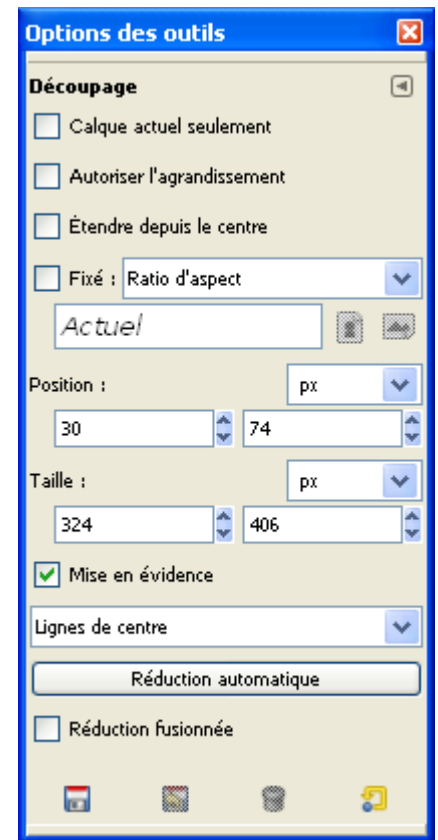 Options des outils
Découpage
Calque actuel seulement
Autoriser l'agrandissement
Étendre depuis le centre
Fixé : Ratio d'aspect
Actuel
Position : px
30 74
Taille : px
324 406
Mise en évidence
Lignes de centre
Réduction automatique
Réduction fusionnée